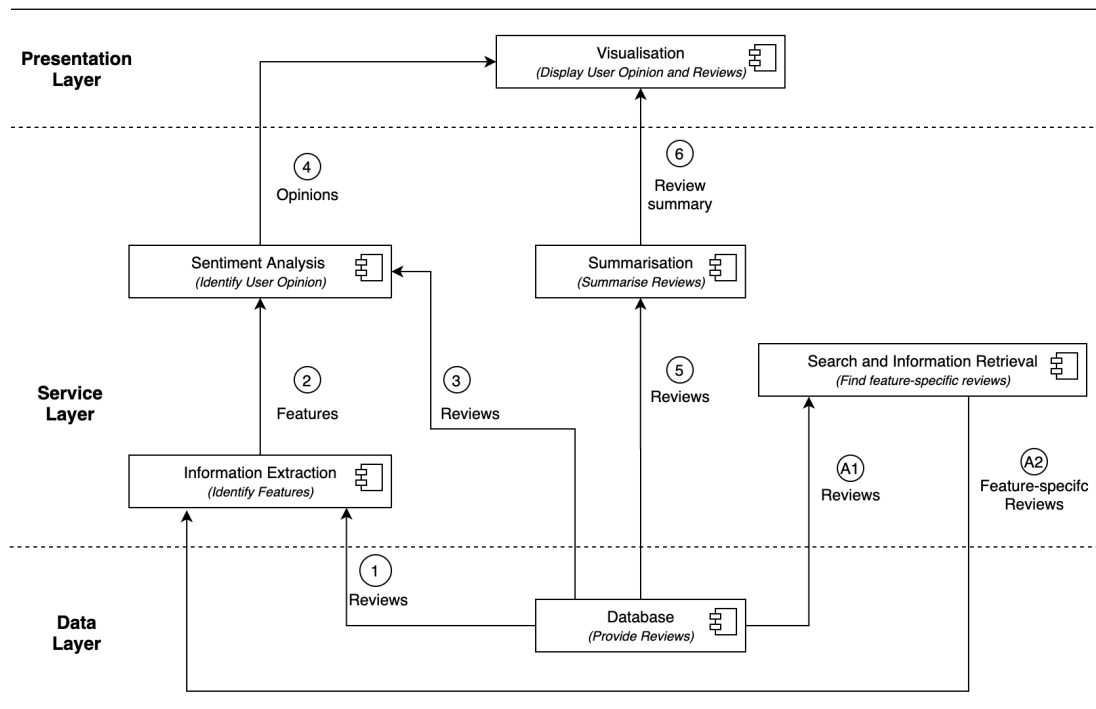 Presentation
Layer
Visualisation
(Display User Opinion and Reviews)
4
Opinions
6
Review
summary
Sentiment Analysis
(Identify User Opinion)
Summarisation
(Summarise Reviews)
Service
Layer
2
Features
3
Reviews
5
Reviews
Search and Information Retrieval
(Find feature-specific reviews)
Information Extraction
(Identify Features)
A1
Reviews
A2
Feature-specifc
Reviews
1
Reviews
Data
Layer
Database
(Provide Reviews)